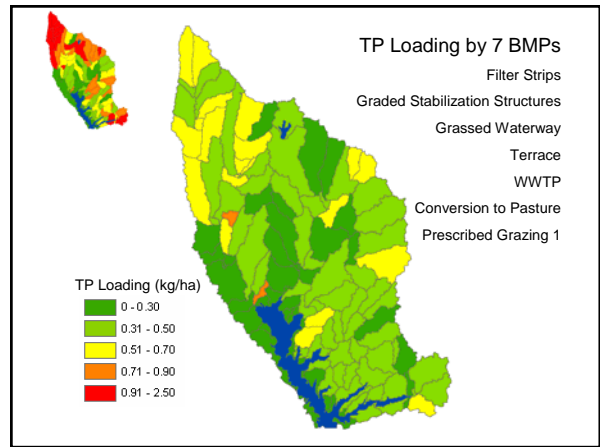 TP Loading by 7 BMPs
Filter Strips
Graded Stabilization Structures
Grassed Waterway
Terrace
WWTP
Conversion to Pasture
Prescribed Grazing 1
TP Loading (kg/ha)
0 - 0.30
0.31 - 0.50
0.51 - 0.70
0.71 - 0.90
0.91 - 2.50